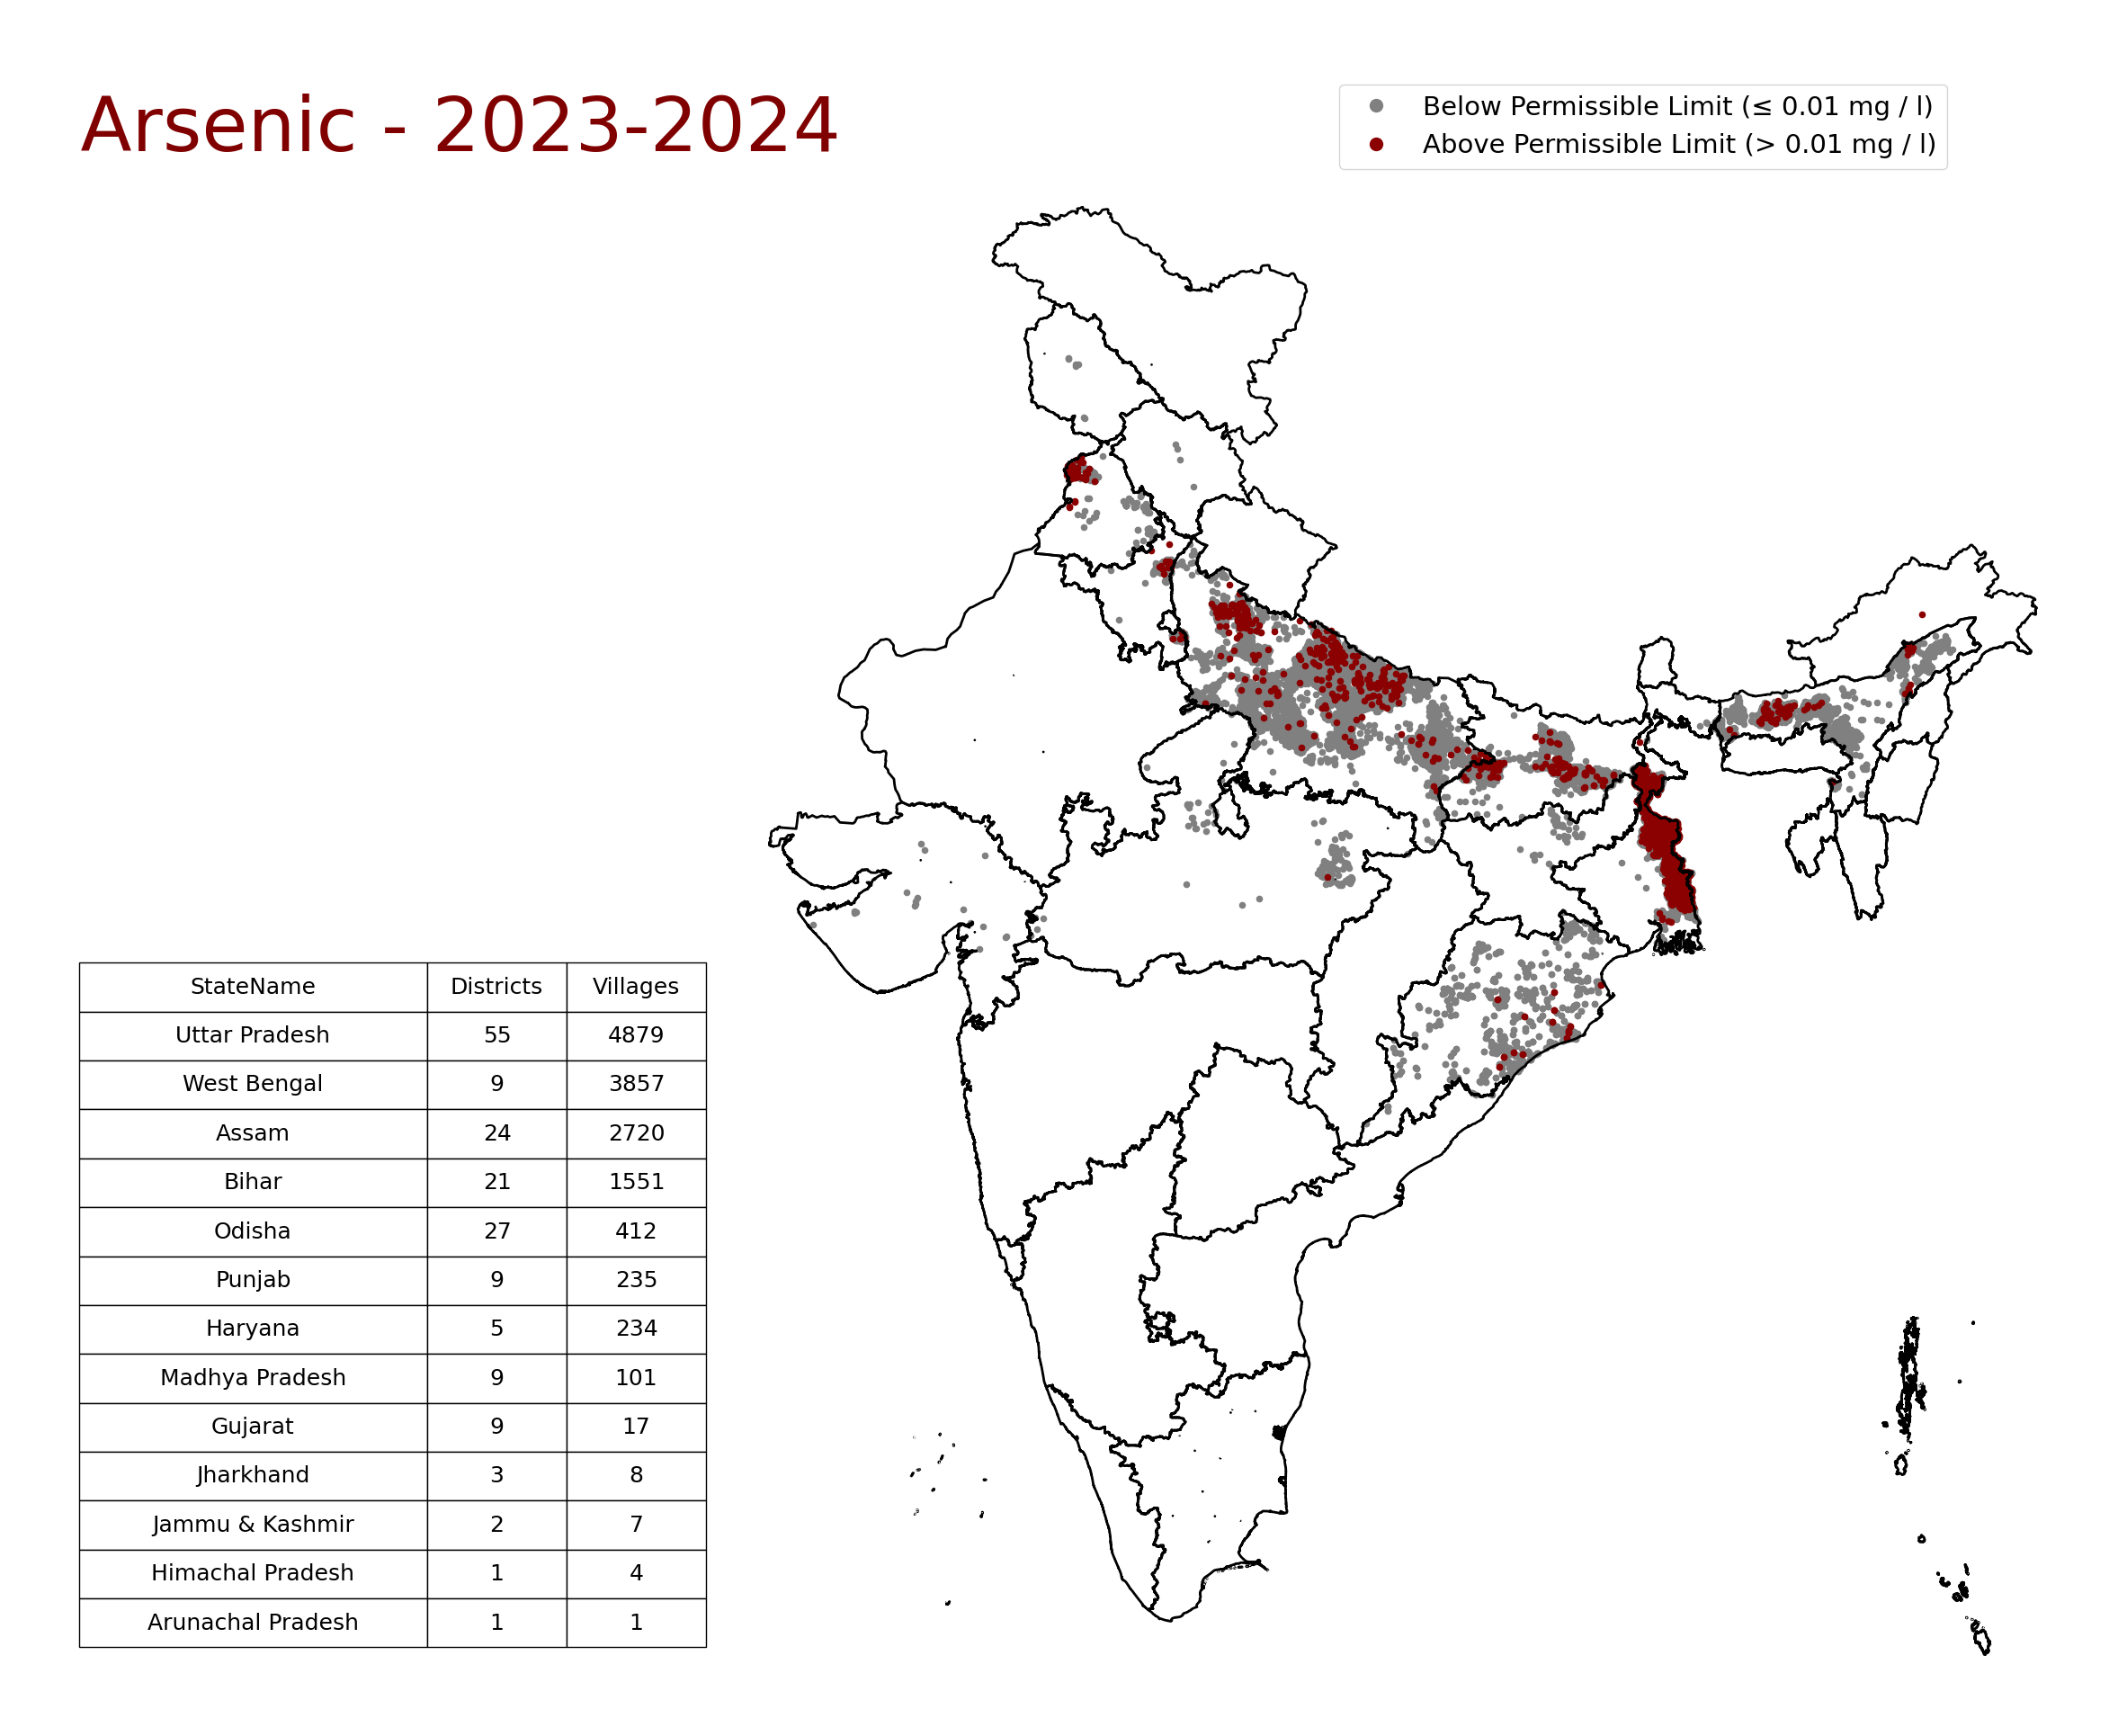 Arsenic - 2023-2024
Below Permissible Limit (≤ 0.01 mg / l)
Above Permissible Limit (> 0.01 mg / l)
StateName Districts Villages
Uttar Pradesh 55 4879
West Bengal 9 3857
Assam 24 2720
Bihar 21 1551
Odisha 27 412
Punjab 9 235
Haryana 5 234
Madhya Pradesh 9 101
Gujarat 9 17
Jharkhand 3 8
Jammu & Kashmir 2 7
Himachal Pradesh 1 4
Arunachal Pradesh 1 1